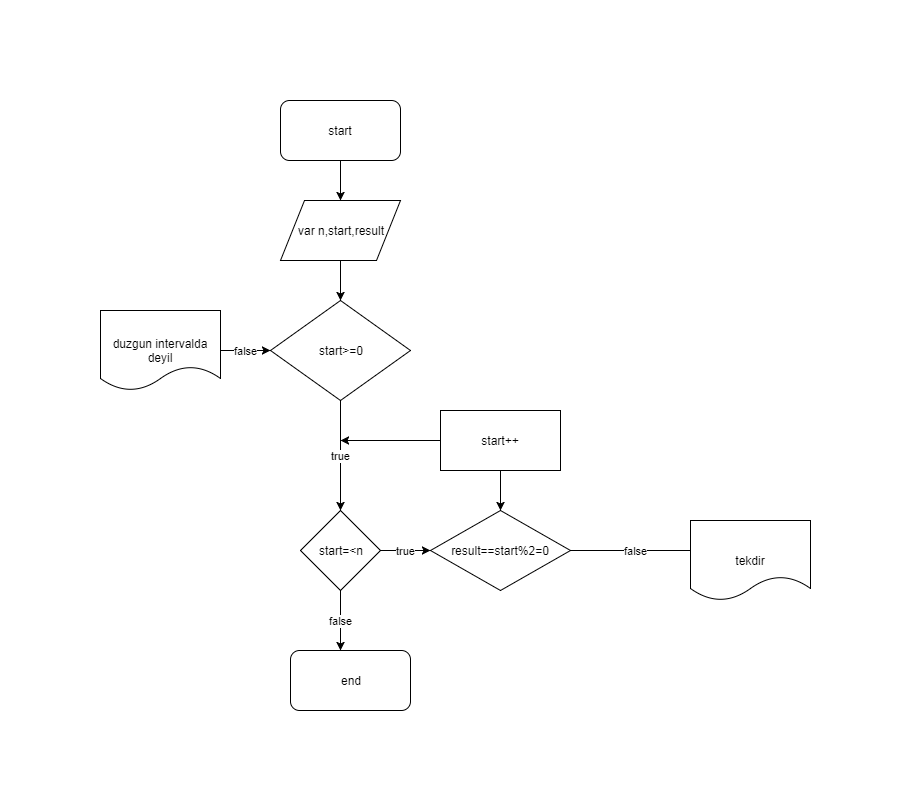 start
var n,start,result
start>=0
false
duzgun intervalda
deyil
start++
true
start=<n
true
result==start%2=0
false
tekdir
false
end